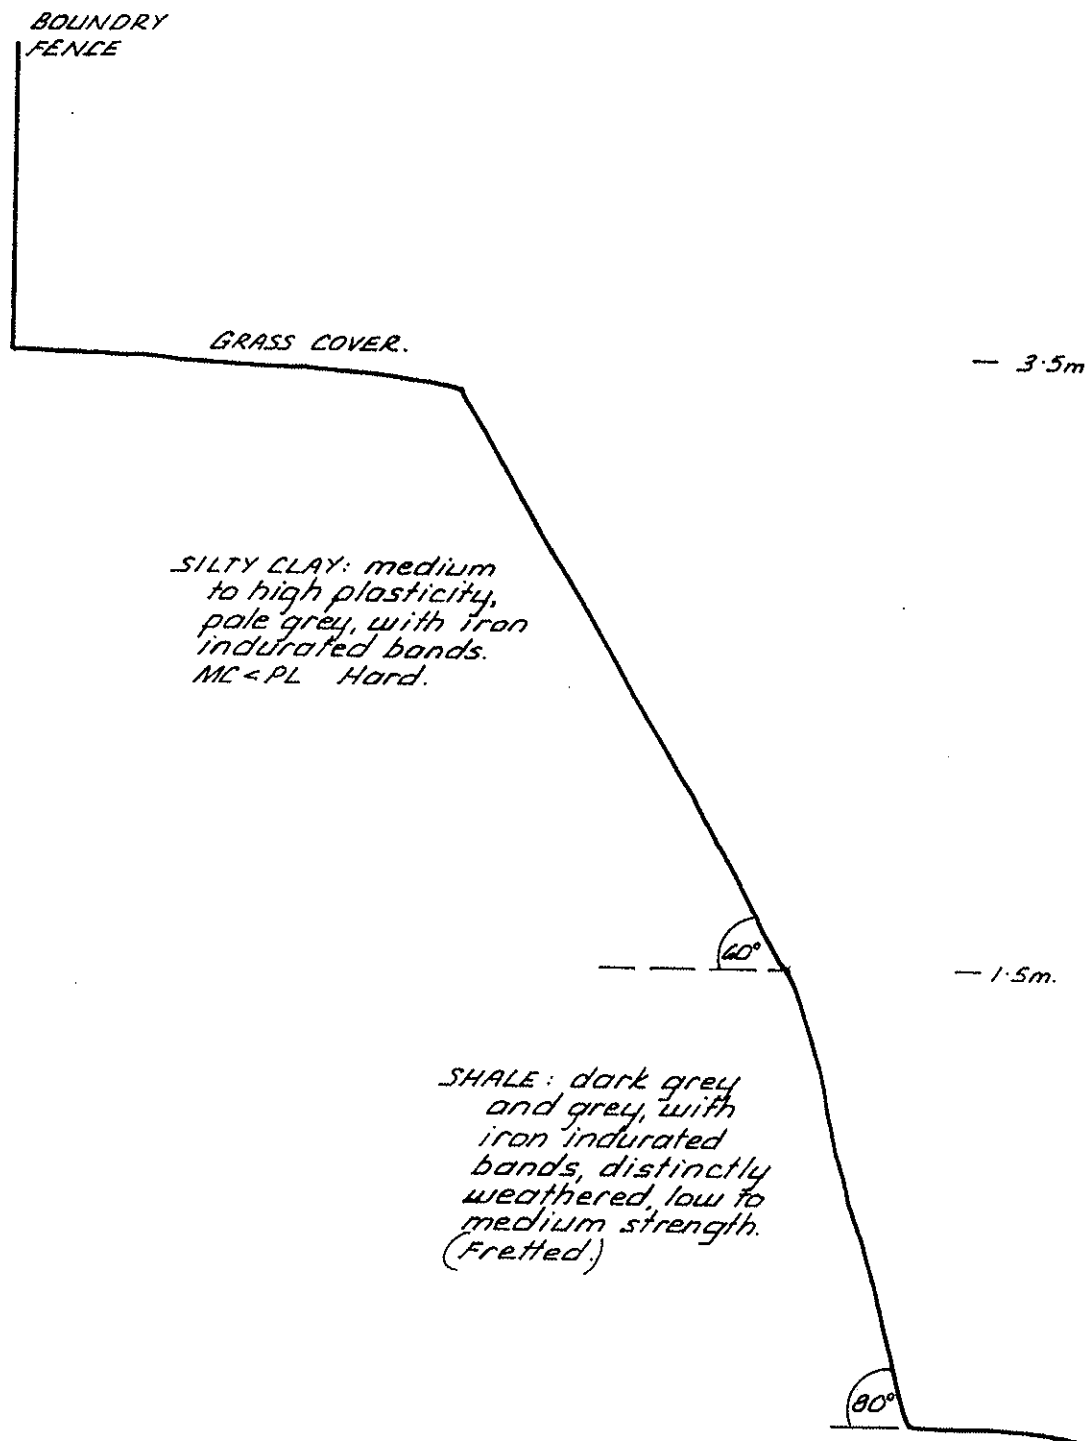 BOUNDRY
FENCE
GRASS COVER.
— 3.5m
SILTY CLAY: medium
to high plasticity,
pale grey, with iron
indurated bands.
MC<PL Hard.
60°
— 1.5m.
SHALE: dark grey
and grey, with
iron indurated
bands, distinctly
weathered, low to
medium strength.
(Fretted.)
80°